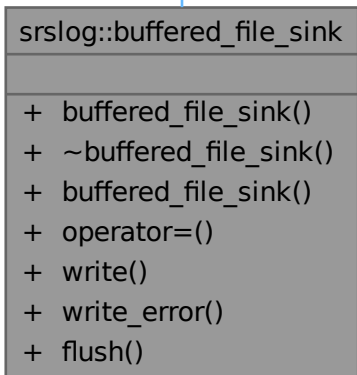 srslog::buffered_file_sink
+ buffered_file_sink()
+ ~buffered_file_sink()
+ buffered_file_sink()
+ operator=()
+ write()
+ write_error()
+ flush()